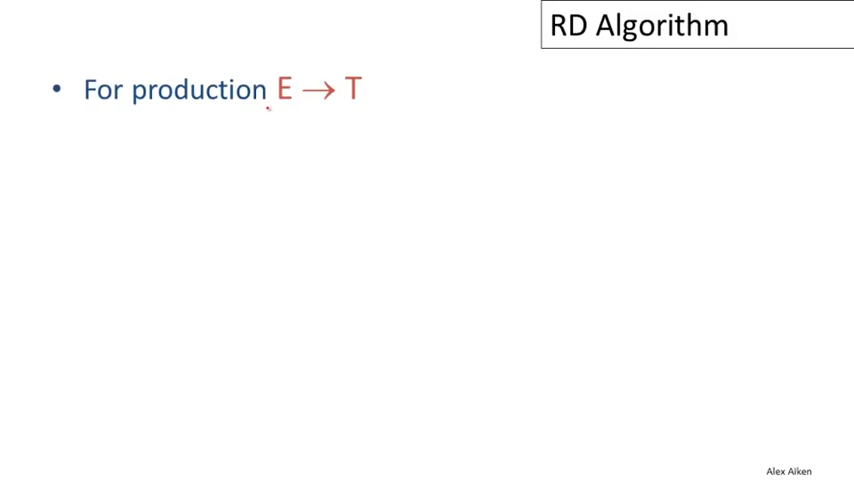 RD Algorithm
• For production E → T
Alex Aiken